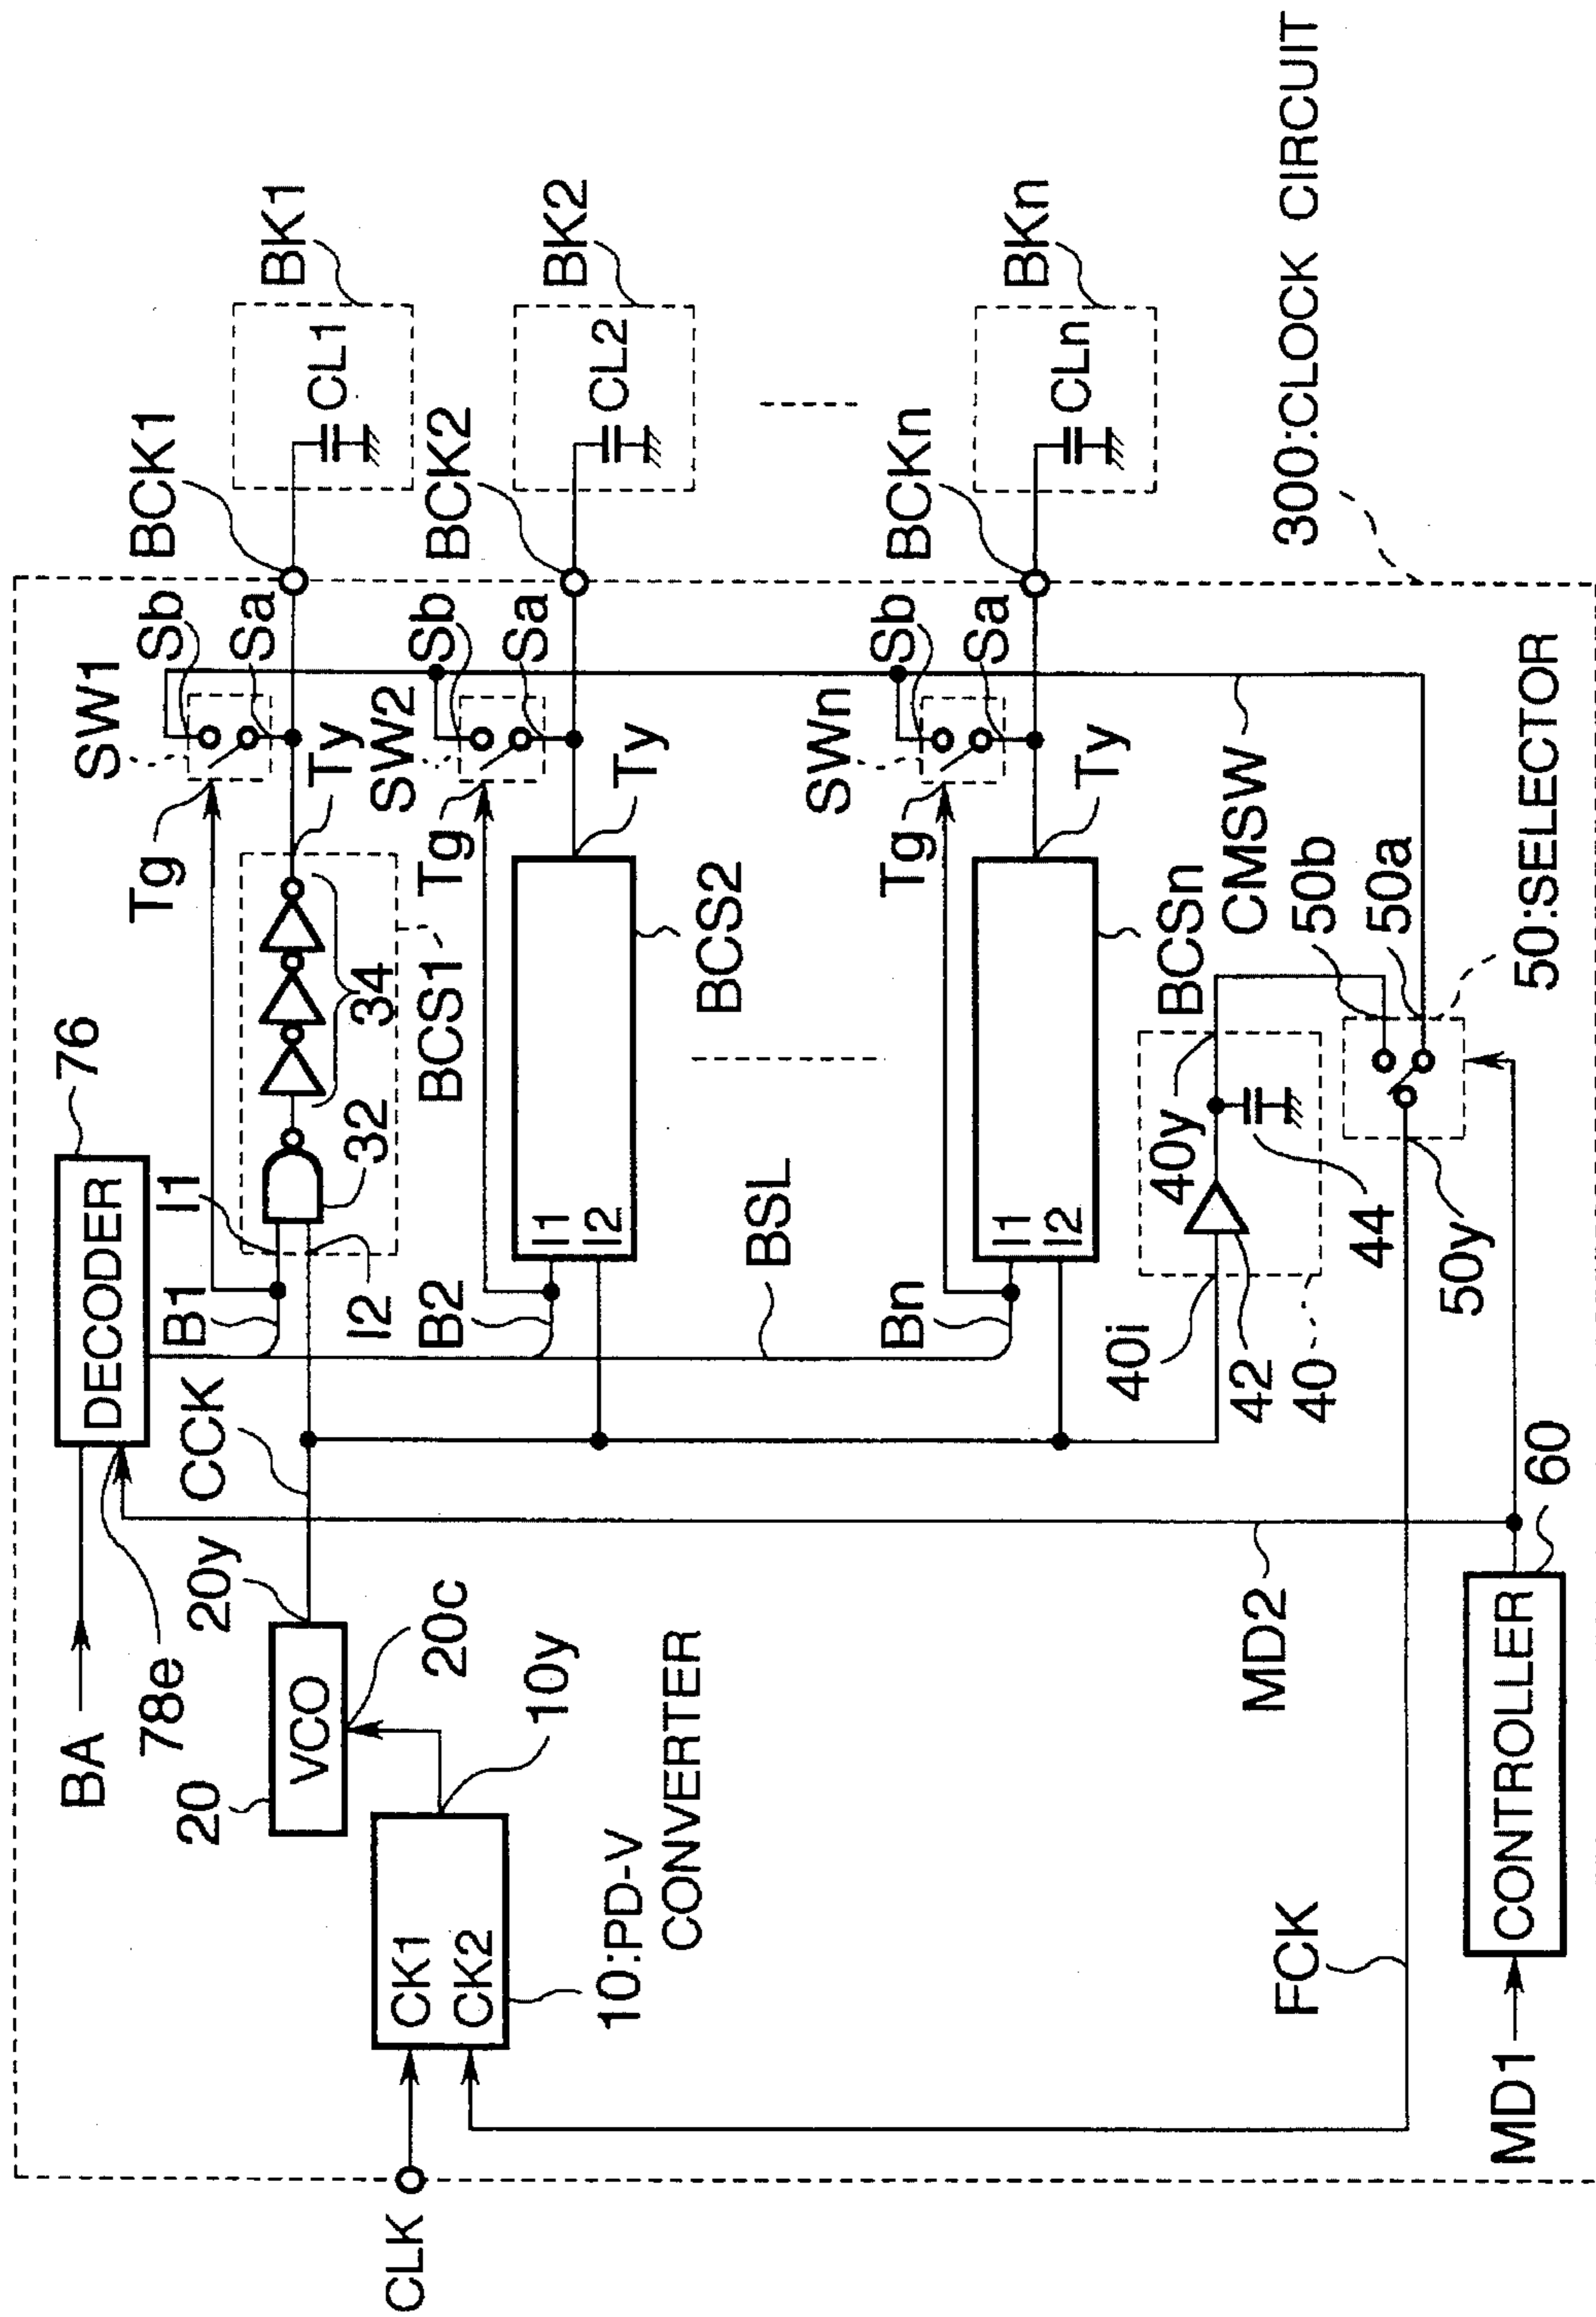 300:CLOCK CIRCUIT
BA
78e
76
DECODER
20
VCO
20y
20c
CCK
B1
I1
I2
32
34
BCS1
Tg
SW1
Sb
Sa
Ty
BCK1
BK1
CL1
CLK
CK1
CK2
10y
10:PD-V
CONVERTER
B2
I1
I2
BCS2
Tg
SW2
Sb
Sa
Ty
BCK2
BK2
CL2
BSL
Bn
I1
I2
BCSn
Tg
SWn
Sb
Sa
Ty
BCKn
BKn
CLn
40i
42
40
40y
44
CMSW
50b
50a
50y
50:SELECTOR
MD2
FCK
MD1
CONTROLLER
60